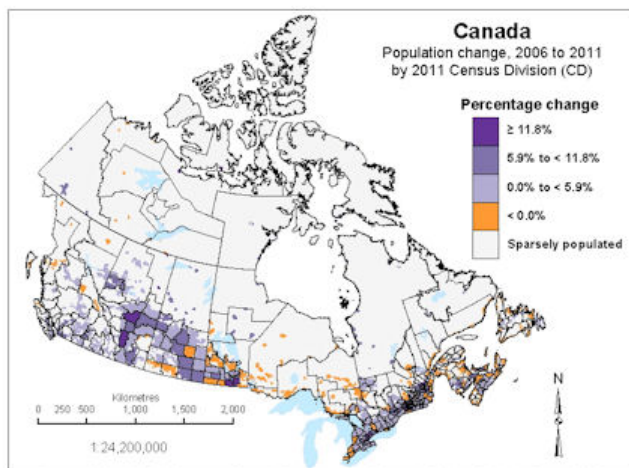 Canada
Population change, 2006 to 2011
by 2011 Census Division (CD)
Percentage change
≥ 11.8%
5.9% to < 11.8%
0.0% to < 5.9%
< 0.0%
Sparsely populated
Kilometres
0 250 500 1,000 1,500 2,000
1:24,200,000
N